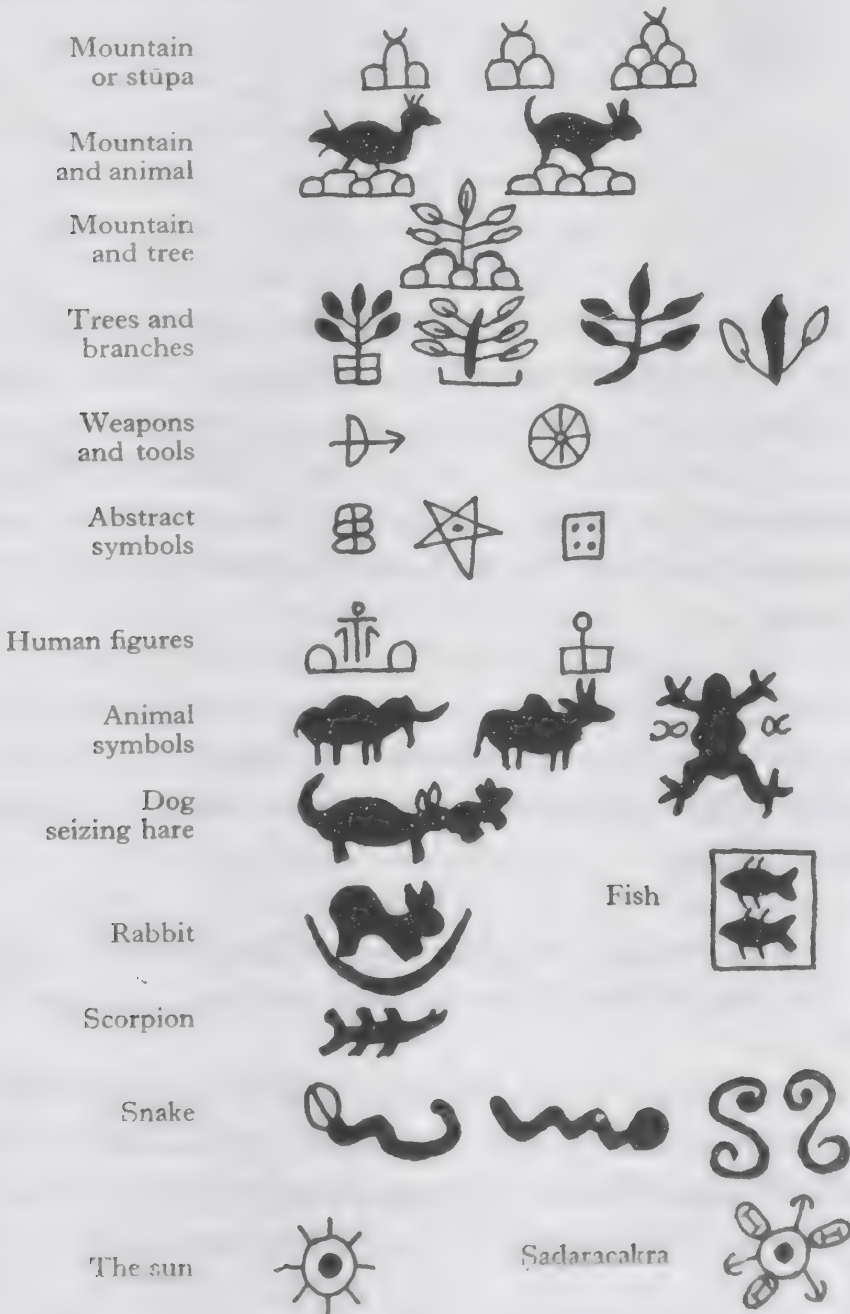 Mountain
or stūpa
Mountain
and animal
Mountain
and tree
Trees and
branches
Weapons
and tools
Abstract
symbols
Human figures
Animal
symbols
Dog
seizing hare
Fish
Rabbit
Scorpion
Snake
The sun
Sadaracakra